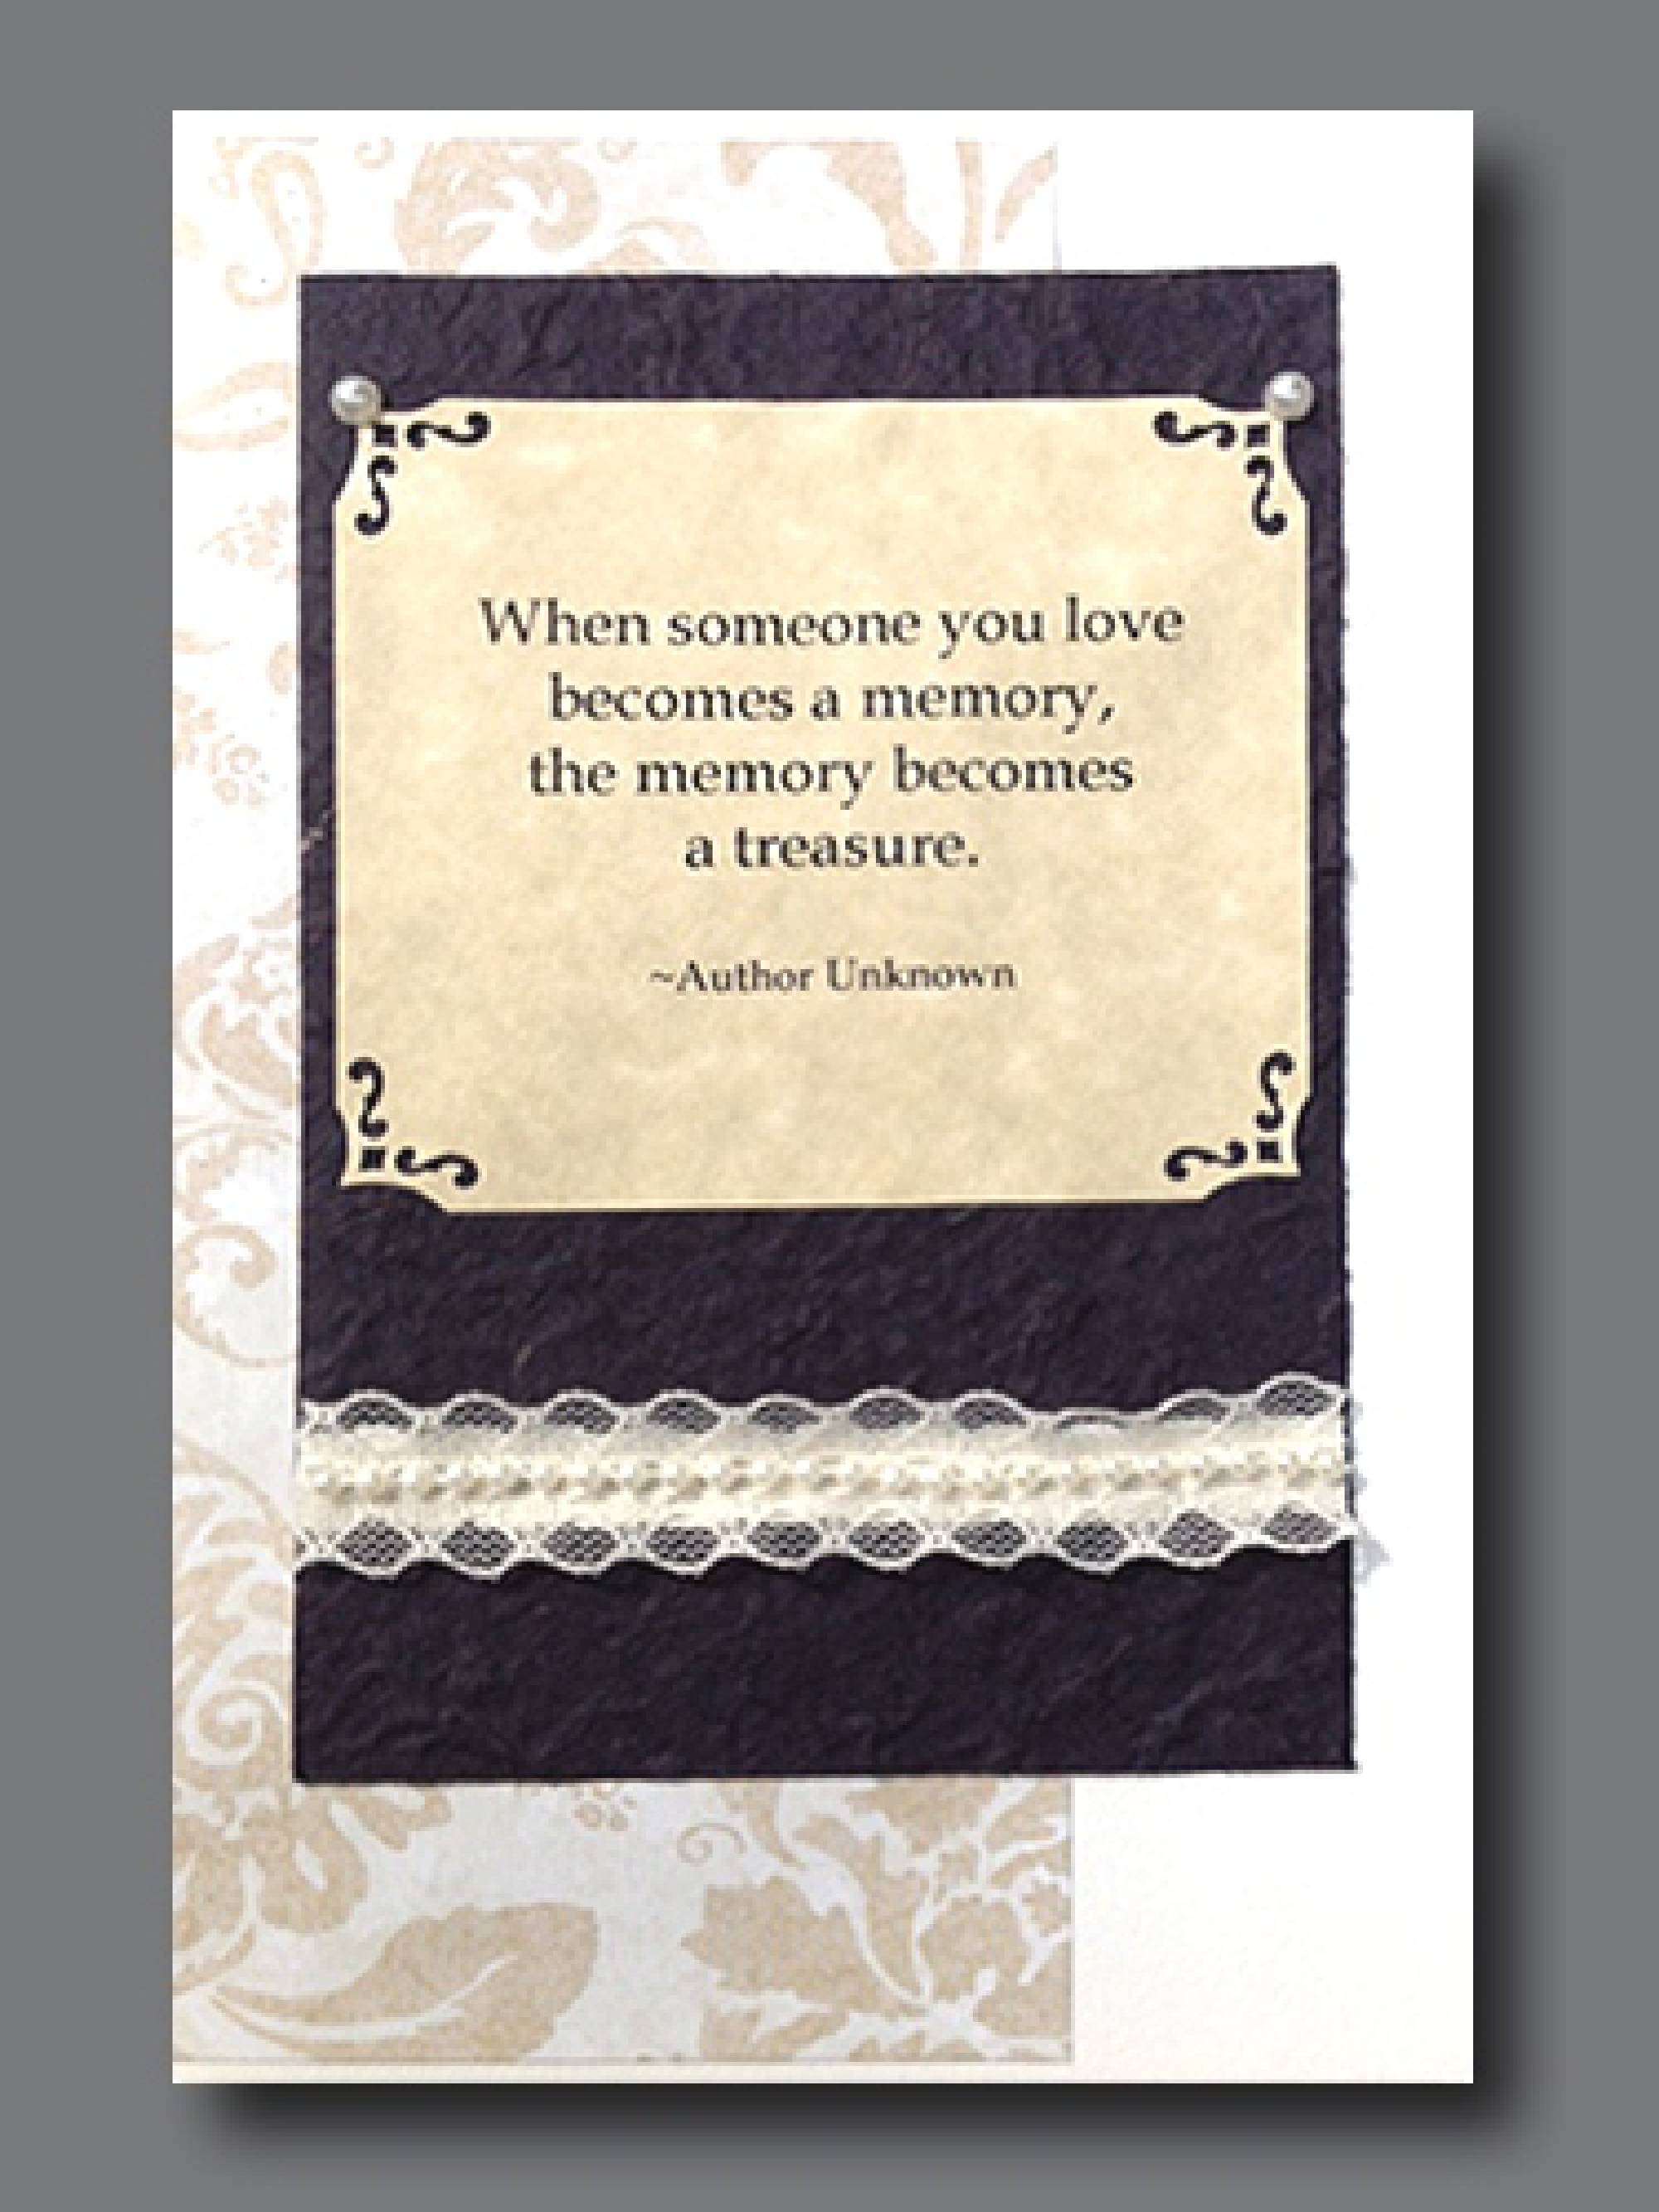 When someone you love
becomes a memory,
the memory becomes
a treasure.
~Author Unknown